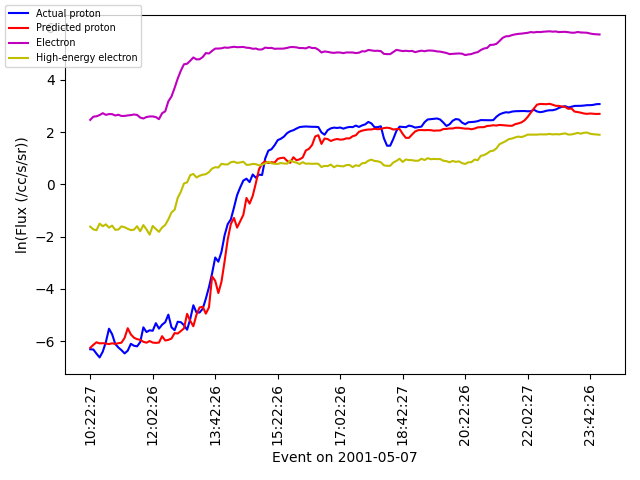 Actual proton
Predicted proton
Electron
High-energy electron
4
2
0
−2
−4
−6
ln(Flux (/cc/s/sr))
10:22:27
12:02:26
13:42:26
15:22:26
17:02:26
18:42:27
20:22:26
22:02:27
23:42:26
Event on 2001-05-07